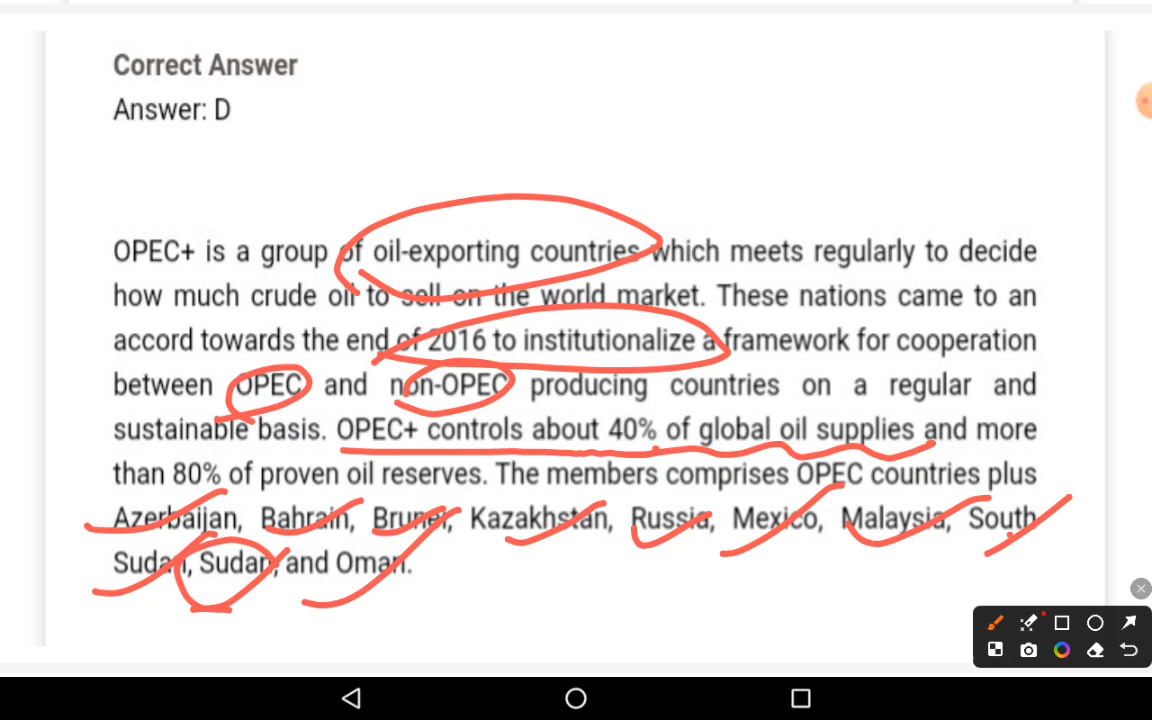 Correct Answer
Answer: D
OPEC+ is a group of oil-exporting countries which meets regularly to decide
how much crude oil to sell on the world market. These nations came to an
accord towards the end of 2016 to institutionalize a framework for cooperation
between OPEC and non-OPEC producing countries on a regular and
sustainable basis. OPEC+ controls about 40% of global oil supplies and more
than 80% of proven oil reserves. The members comprises OPEC countries plus
Azerbaijan, Bahrain, Brunei, Kazakhstan, Russia, Mexico, Malaysia, South
Sudan, Sudan, and Oman.